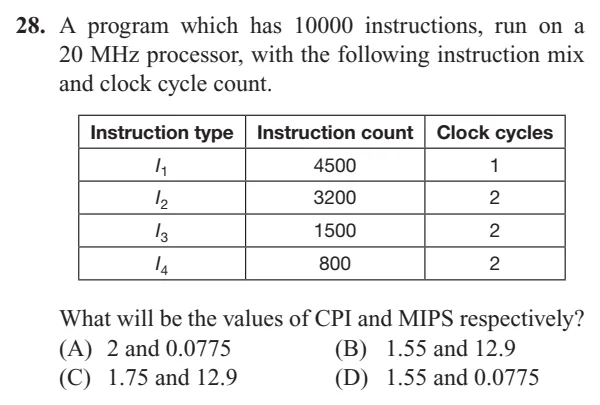 28. A program which has 10000 instructions, run on a
20 MHz processor, with the following instruction mix
and clock cycle count.
Instruction type Instruction count Clock cycles
I1 4500 1
I2 3200 2
I3 1500 2
I4 800 2
What will be the values of CPI and MIPS respectively?
(A) 2 and 0.0775 (B) 1.55 and 12.9
(C) 1.75 and 12.9 (D) 1.55 and 0.0775